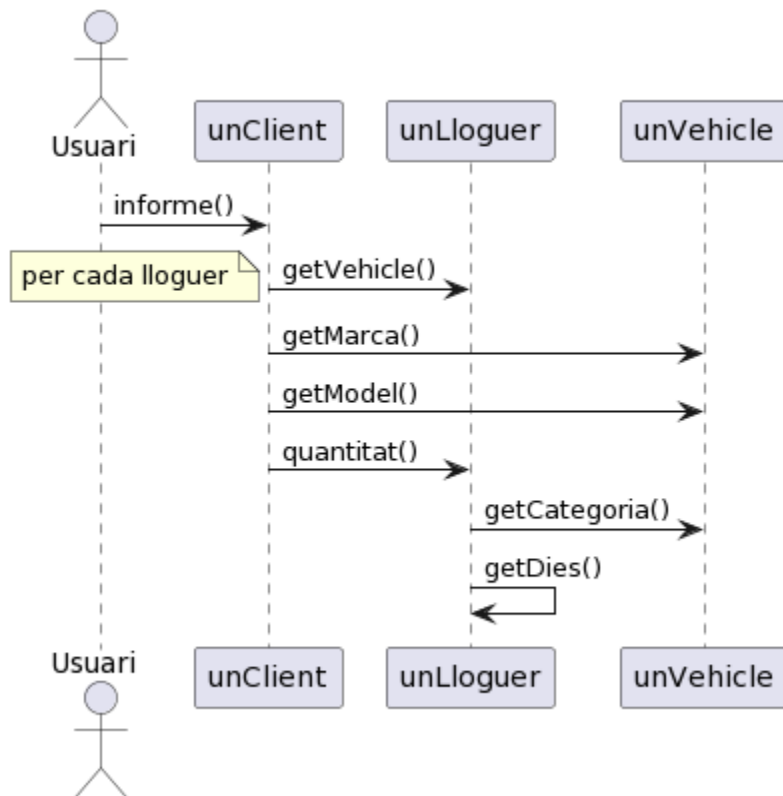 Usuari
unClient
unLloguer
unVehicle
informe()
per cada lloguer
getVehicle()
getMarca()
getModel()
quantitat()
getCategoria()
getDies()
Usuari
unClient
unLloguer
unVehicle